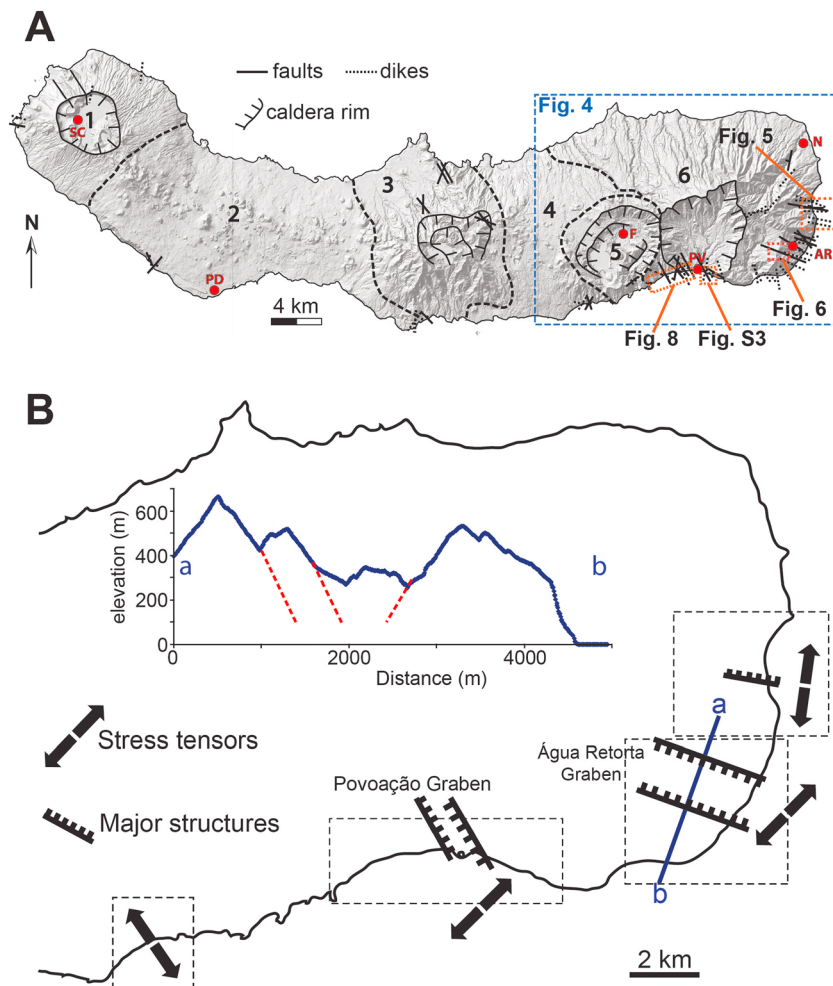 A
faults
dikes
caldera rim
Fig. 4
Fig. 5
1
SC
N
3
6
2
4
F
5
AR
N
PV
PD
4 km
Fig. 6
Fig. 8
Fig. S3
B
600
400
200
0
elevation (m)
a
b
0
2000
4000
Distance (m)
Stress tensors
a
Água Retorta
Graben
Povoação Graben
Major structures
b
2 km